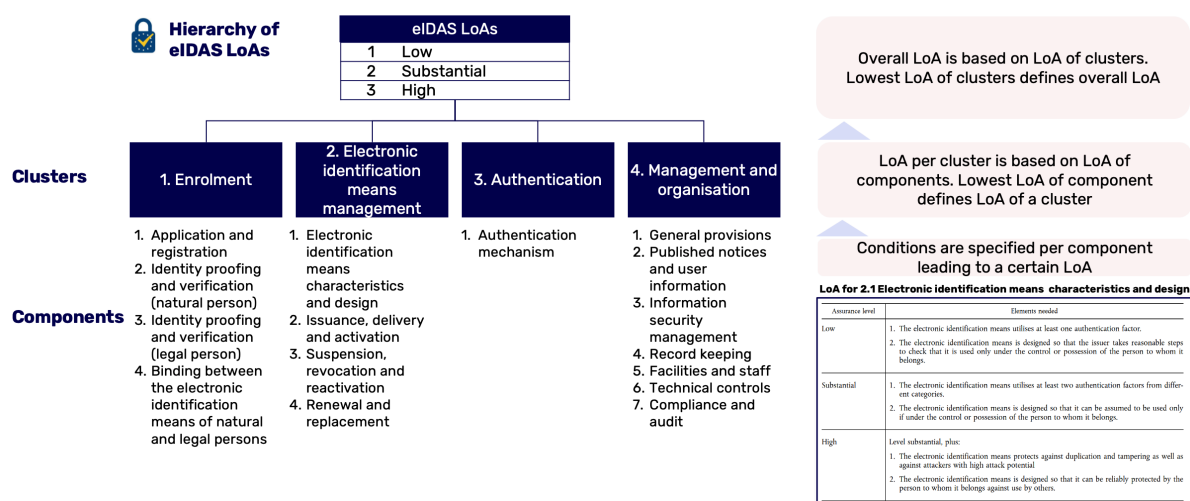 Hierarchy of
eIDAS LoAs
eIDAS LoAs
1 Low
2 Substantial
3 High
Clusters
1. Enrolment
2. Electronic
identification
means
management
3. Authentication
4. Management and
organisation
Components
1. Application and
registration
2. Identity proofing
and verification
(natural person)
3. Identity proofing
and verification
(legal person)
4. Binding between
the electronic
identification
means of natural
and legal persons
1. Electronic
identification
means
characteristics
and design
2. Issuance, delivery
and activation
3. Suspension,
revocation and
reactivation
4. Renewal and
replacement
1. Authentication
mechanism
1. General provisions
2. Published notices
and user
information
3. Information
security
management
4. Record keeping
5. Facilities and staff
6. Technical controls
7. Compliance and
audit
Overall LoA is based on LoA of clusters.
Lowest LoA of clusters defines overall LoA
LoA per cluster is based on LoA of
components. Lowest LoA of component
defines LoA of a cluster
Conditions are specified per component
leading to a certain LoA
LoA for 2.1 Electronic identification means characteristics and design
Assurance level Elements needed
Low 1. The electronic identification means utilises at least one authentication factor.
2. The electronic identification means is designed so that the issuer takes reasonable steps
to check that it is used only under the control or possession of the person to whom it
belongs.
Substantial 1. The electronic identification means utilises at least two authentication factors from differ-
ent categories.
2. The electronic identification means is designed so that it can be assumed to be used only
if under the control or possession of the person to whom it belongs.
High Level substantial, plus:
1. The electronic identification means protects against duplication and tampering as well as
against attackers with high attack potential
2. The electronic identification means is designed so that it can be reliably protected by the
person to whom it belongs against use by others.